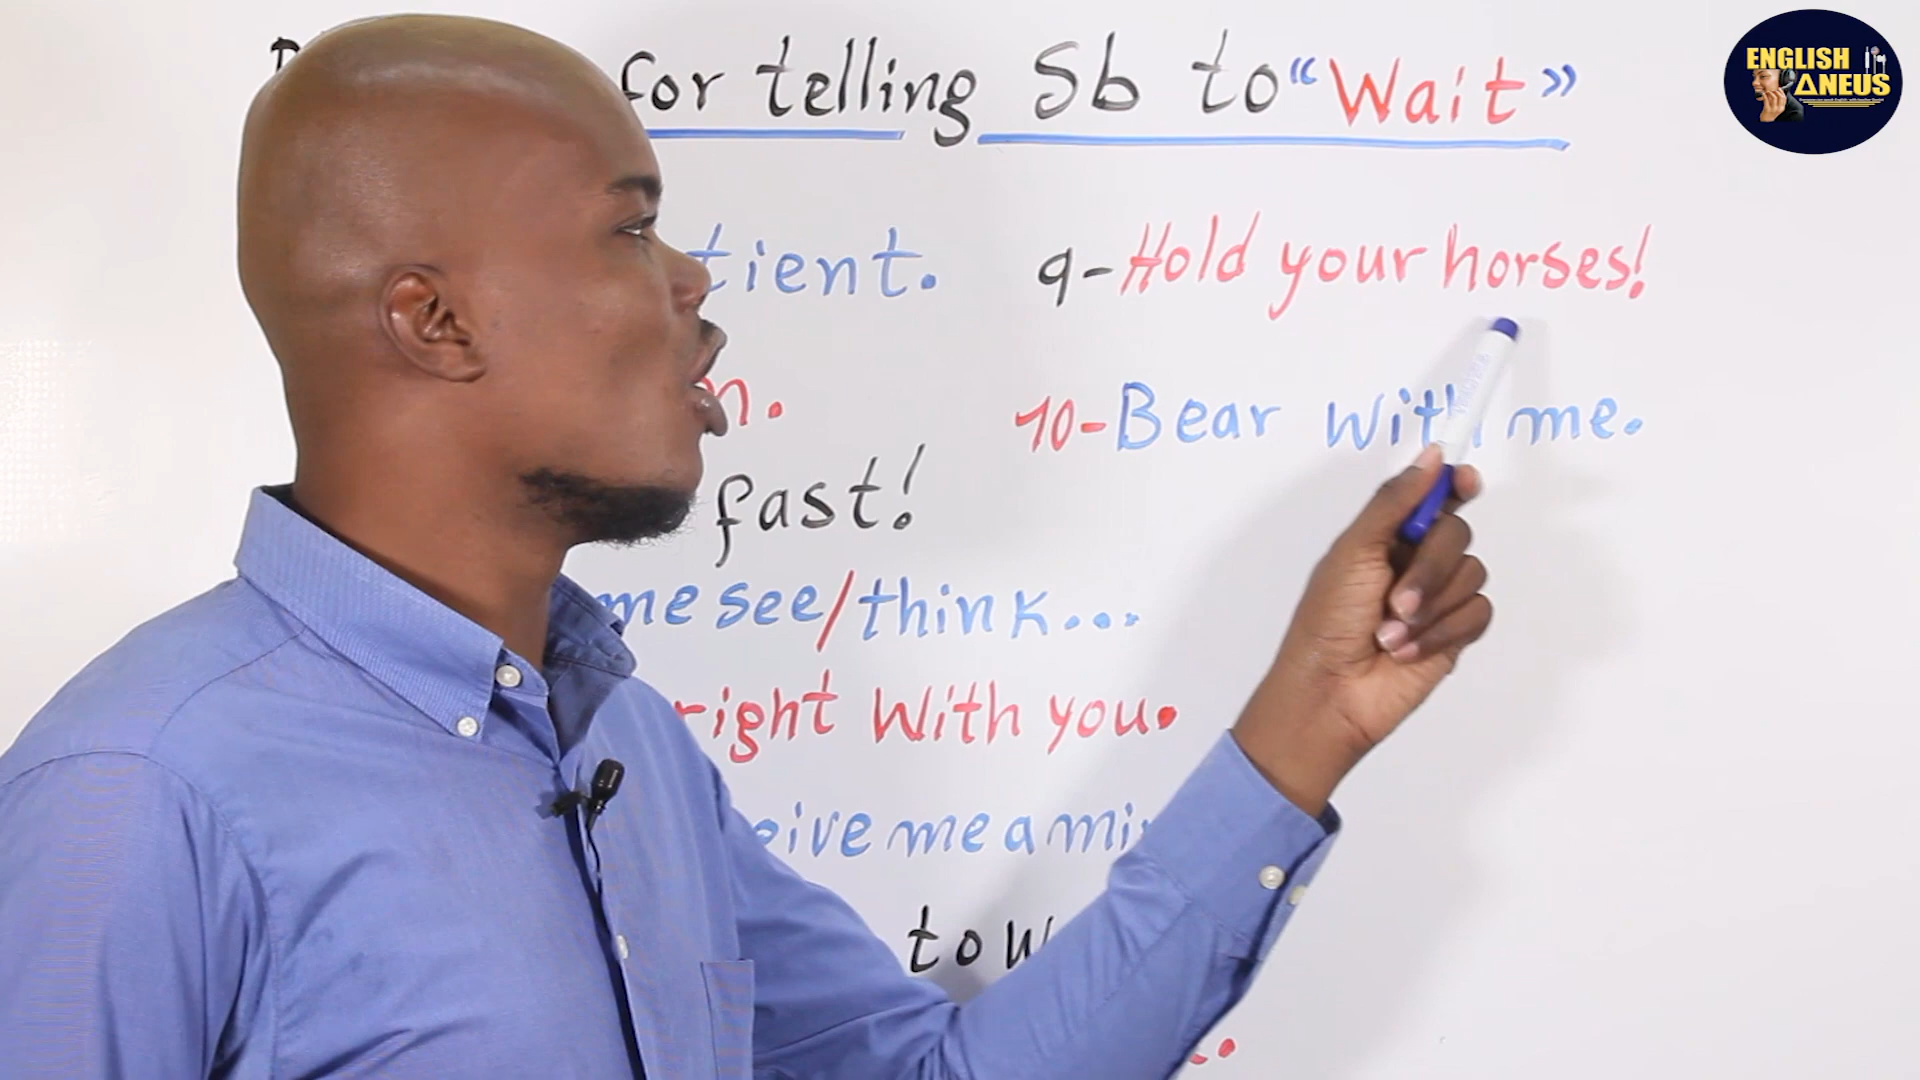 for telling Sb to "Wait"
tient.
9- Hold your horses!
10- Bear with me.
fast!
me see/think...
right with you.
give me a mi
to w
ENGLISH
ANEUS